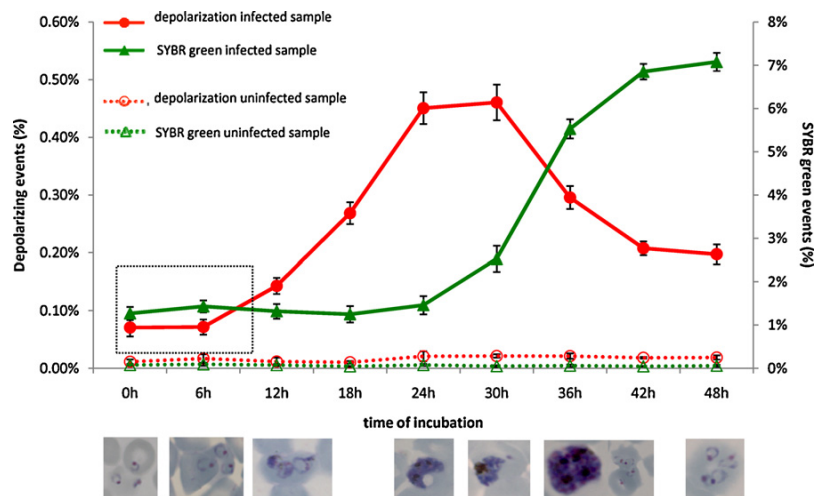 0.60%
0.50%
0.40%
0.30%
0.20%
0.10%
0.00%
Depolarizing events (%)
depolarization infected sample
SYBR green infected sample
depolarization uninfected sample
SYBR green uninfected sample
8%
7%
6%
5%
4%
3%
2%
1%
0%
SYBR green events (%)
0h 6h 12h 18h 24h 30h 36h 42h 48h
time of incubation